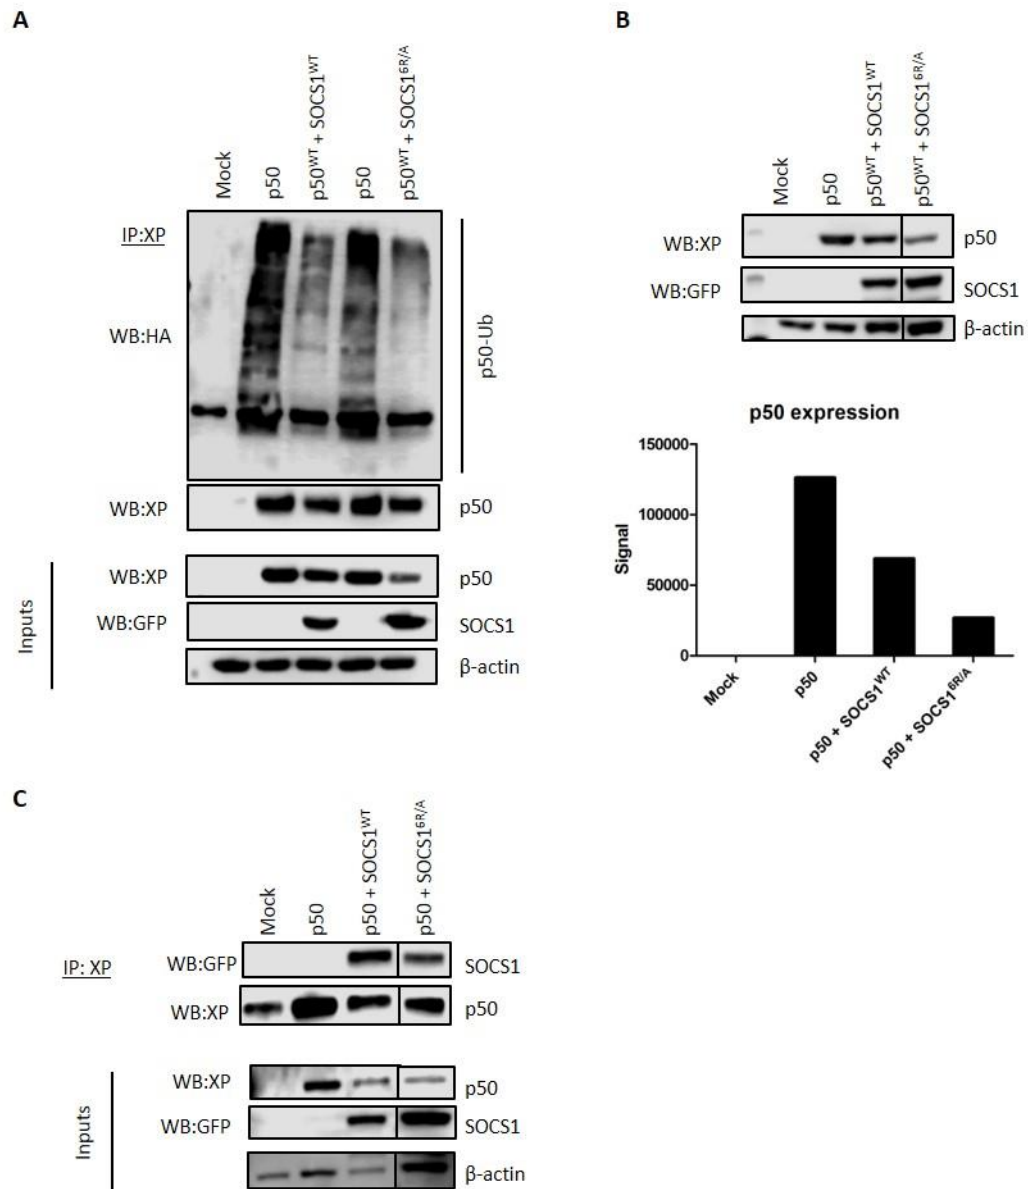 A
Mock
p50
p50WT + SOCS1WT
p50
p50WT + SOCS16R/A
IP:XP
WB:HA
p50-Ub
WB:XP
p50
Inputs
WB:XP
p50
WB:GFP
SOCS1
β-actin
B
Mock
p50
p50WT + SOCS1WT
p50WT + SOCS16R/A
WB:XP
p50
WB:GFP
SOCS1
β-actin
p50 expression
Signal
150000
100000
50000
0
Mock
p50
p50 + SOCS1WT
p50 + SOCS16R/A
C
Mock
p50
p50 + SOCS1WT
p50 + SOCS16R/A
IP: XP
WB:GFP
SOCS1
WB:XP
p50
Inputs
WB:XP
p50
WB:GFP
SOCS1
β-actin